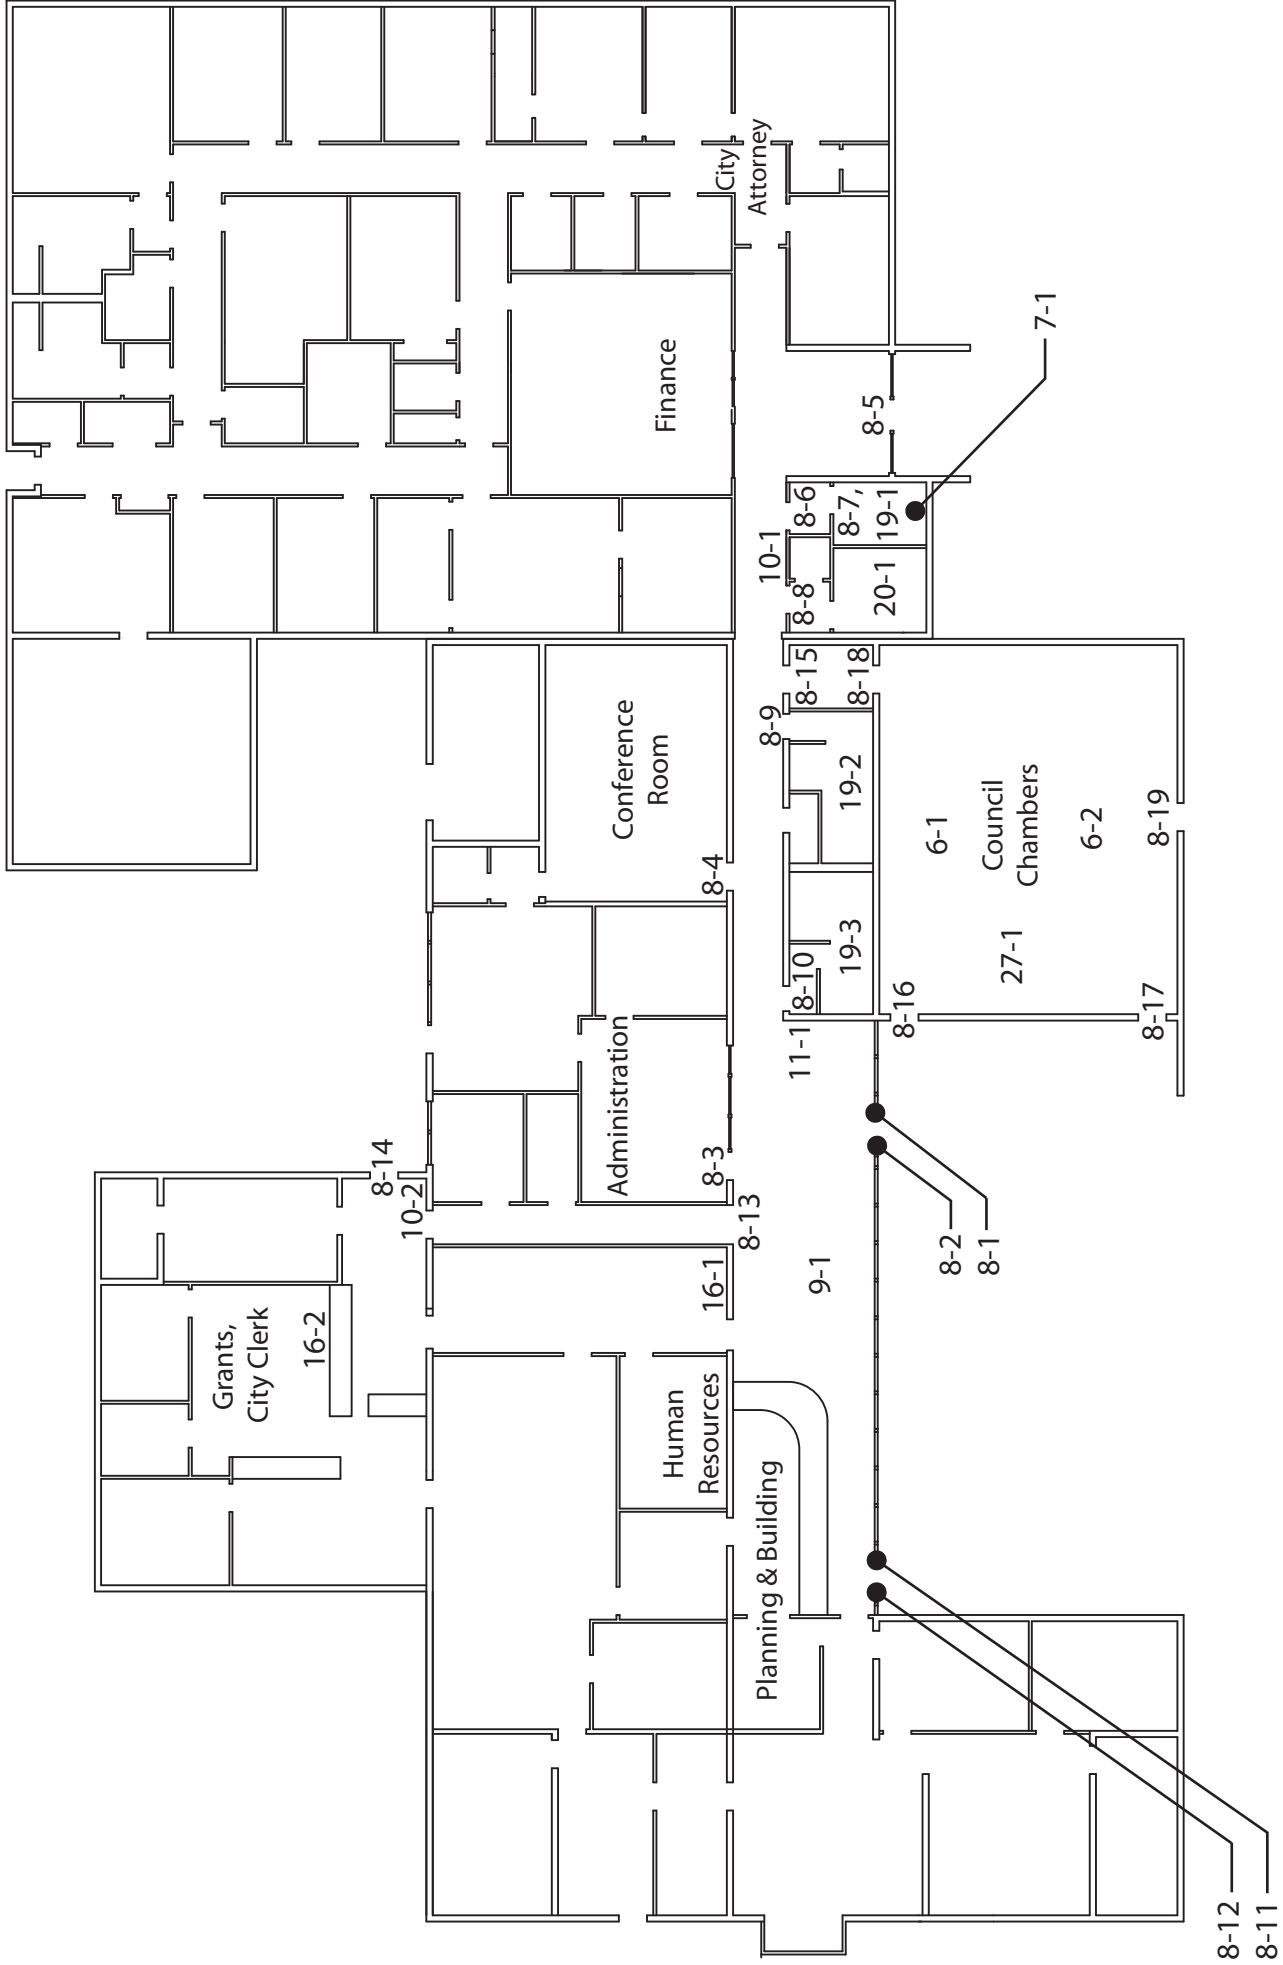 8-12
8-11
Planning & Building
Human
Resources
Grants,
City Clerk
16-2
16-1
9-1
8-2
8-1
10-2
8-14
8-13
8-3
Administration
11-1
8-10
19-3
8-16
8-17
27-1
8-4
Conference
Room
19-2
8-9
6-1
Council
Chambers
6-2
8-19
8-15
8-18
8-8
20-1
10-1
8-6
8-7,
19-1
7-1
8-5
Finance
City
Attorney